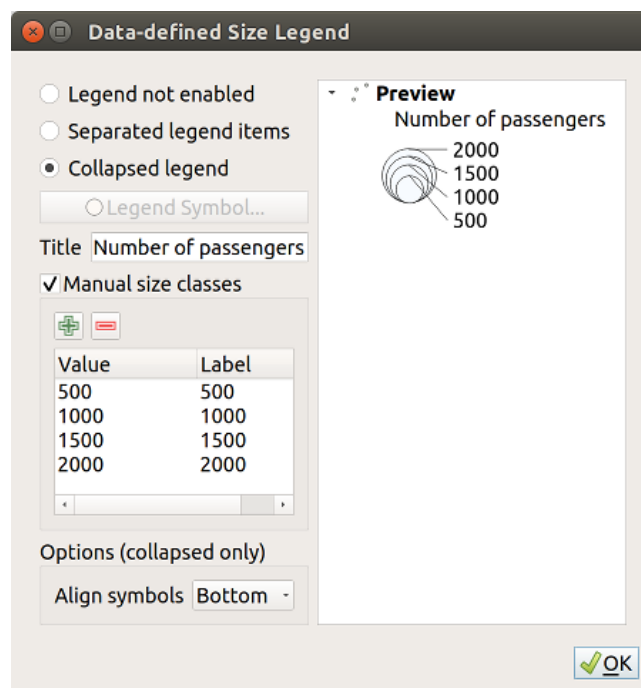 Data-defined Size Legend
Legend not enabled
Separated legend items
Collapsed legend
Legend Symbol...
Title Number of passengers
Manual size classes
Value Label
500 500
1000 1000
1500 1500
2000 2000
Options (collapsed only)
Align symbols Bottom
Preview
Number of passengers
2000
1500
1000
500
OK